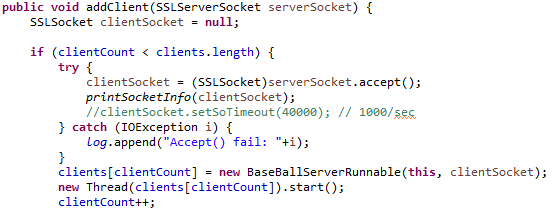 public void addClient(SSLServerSocket serverSocket) {
SSLSocket clientSocket = null;
if (clientCount < clients.length) {
try {
clientSocket = (SSLSocket)serverSocket.accept();
printSocketInfo(clientSocket);
//clientSocket.setSoTimeout(40000); // 1000/sec
} catch (IOException i) {
log.append("Accept() fail: "+i);
}
clients[clientCount] = new BaseBallServerRunnable(this, clientSocket);
new Thread(clients[clientCount]).start();
clientCount++;